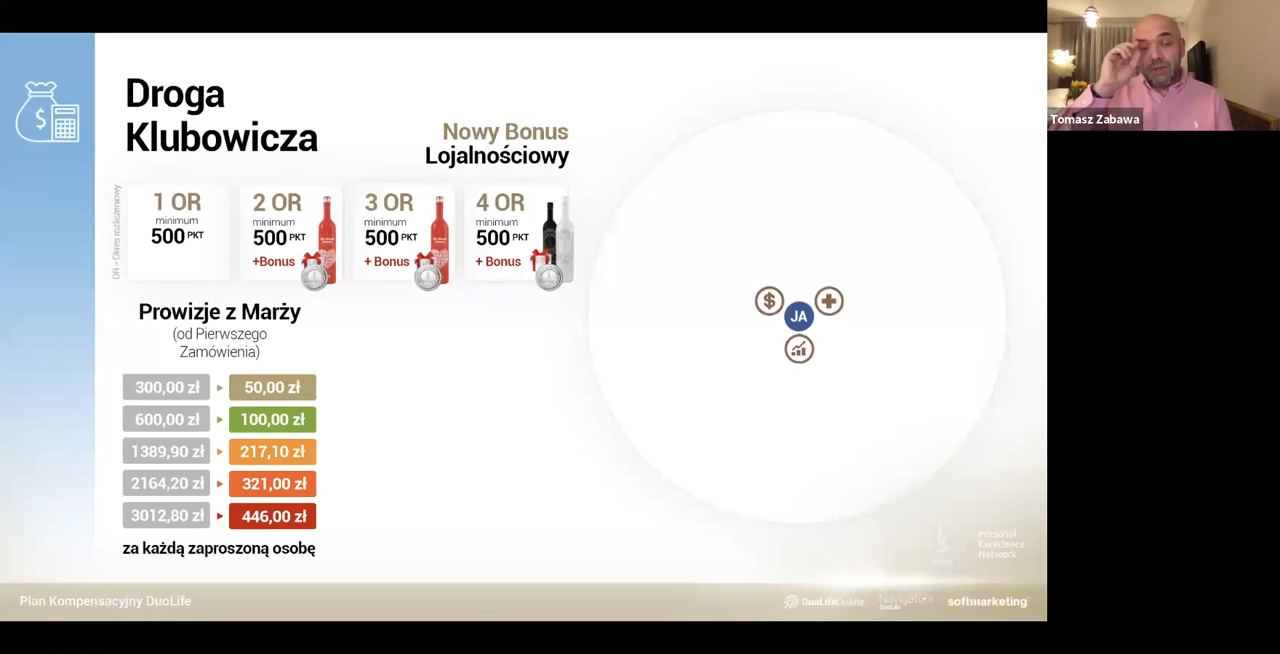 Droga
Klubowicza
Nowy Bonus
Lojalnościowy
OR - Okres rozliczeniowy
1 OR
minimum
500 PKT
2 OR
minimum
500 PKT
+Bonus
3 OR
minimum
500 PKT
+ Bonus
4 OR
minimum
500 PKT
+ Bonus
Prowizje z Marży
(od Pierwszego
Zamówienia)
300,00 zł 50,00 zł
600,00 zł 100,00 zł
1389,90 zł 217,10 zł
2164,20 zł 321,00 zł
3012,80 zł 446,00 zł
za każdą zaproszoną osobę
$
JA
Personal
Excellence
Network
Plan Kompensacyjny DuoLife
DuoLifeOnline
Navigator
DuoLife
softmarketing
Tomasz Zabawa